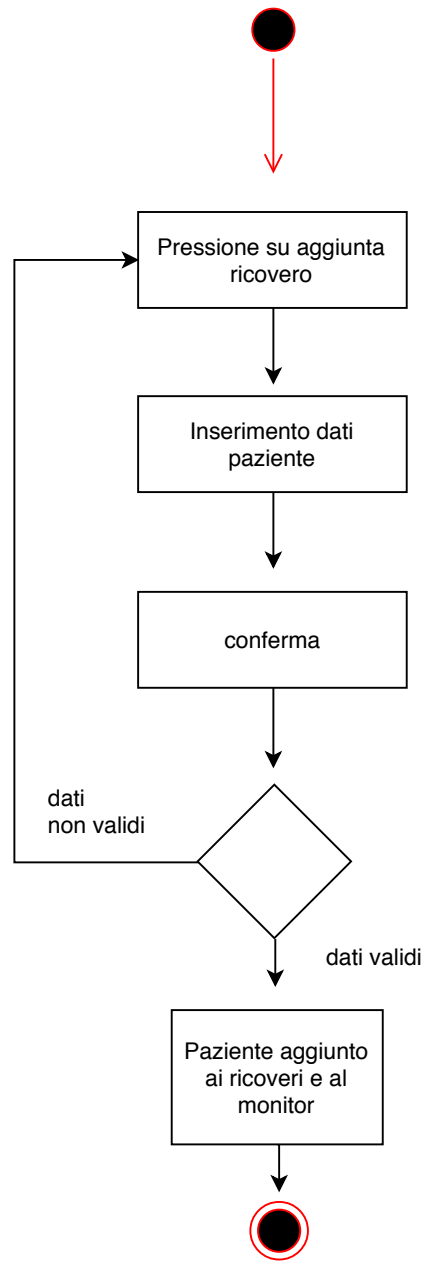 Pressione su aggiunta
ricovero
Inserimento dati
paziente
conferma
dati
non validi
dati validi
Paziente aggiunto
ai ricoveri e al
monitor